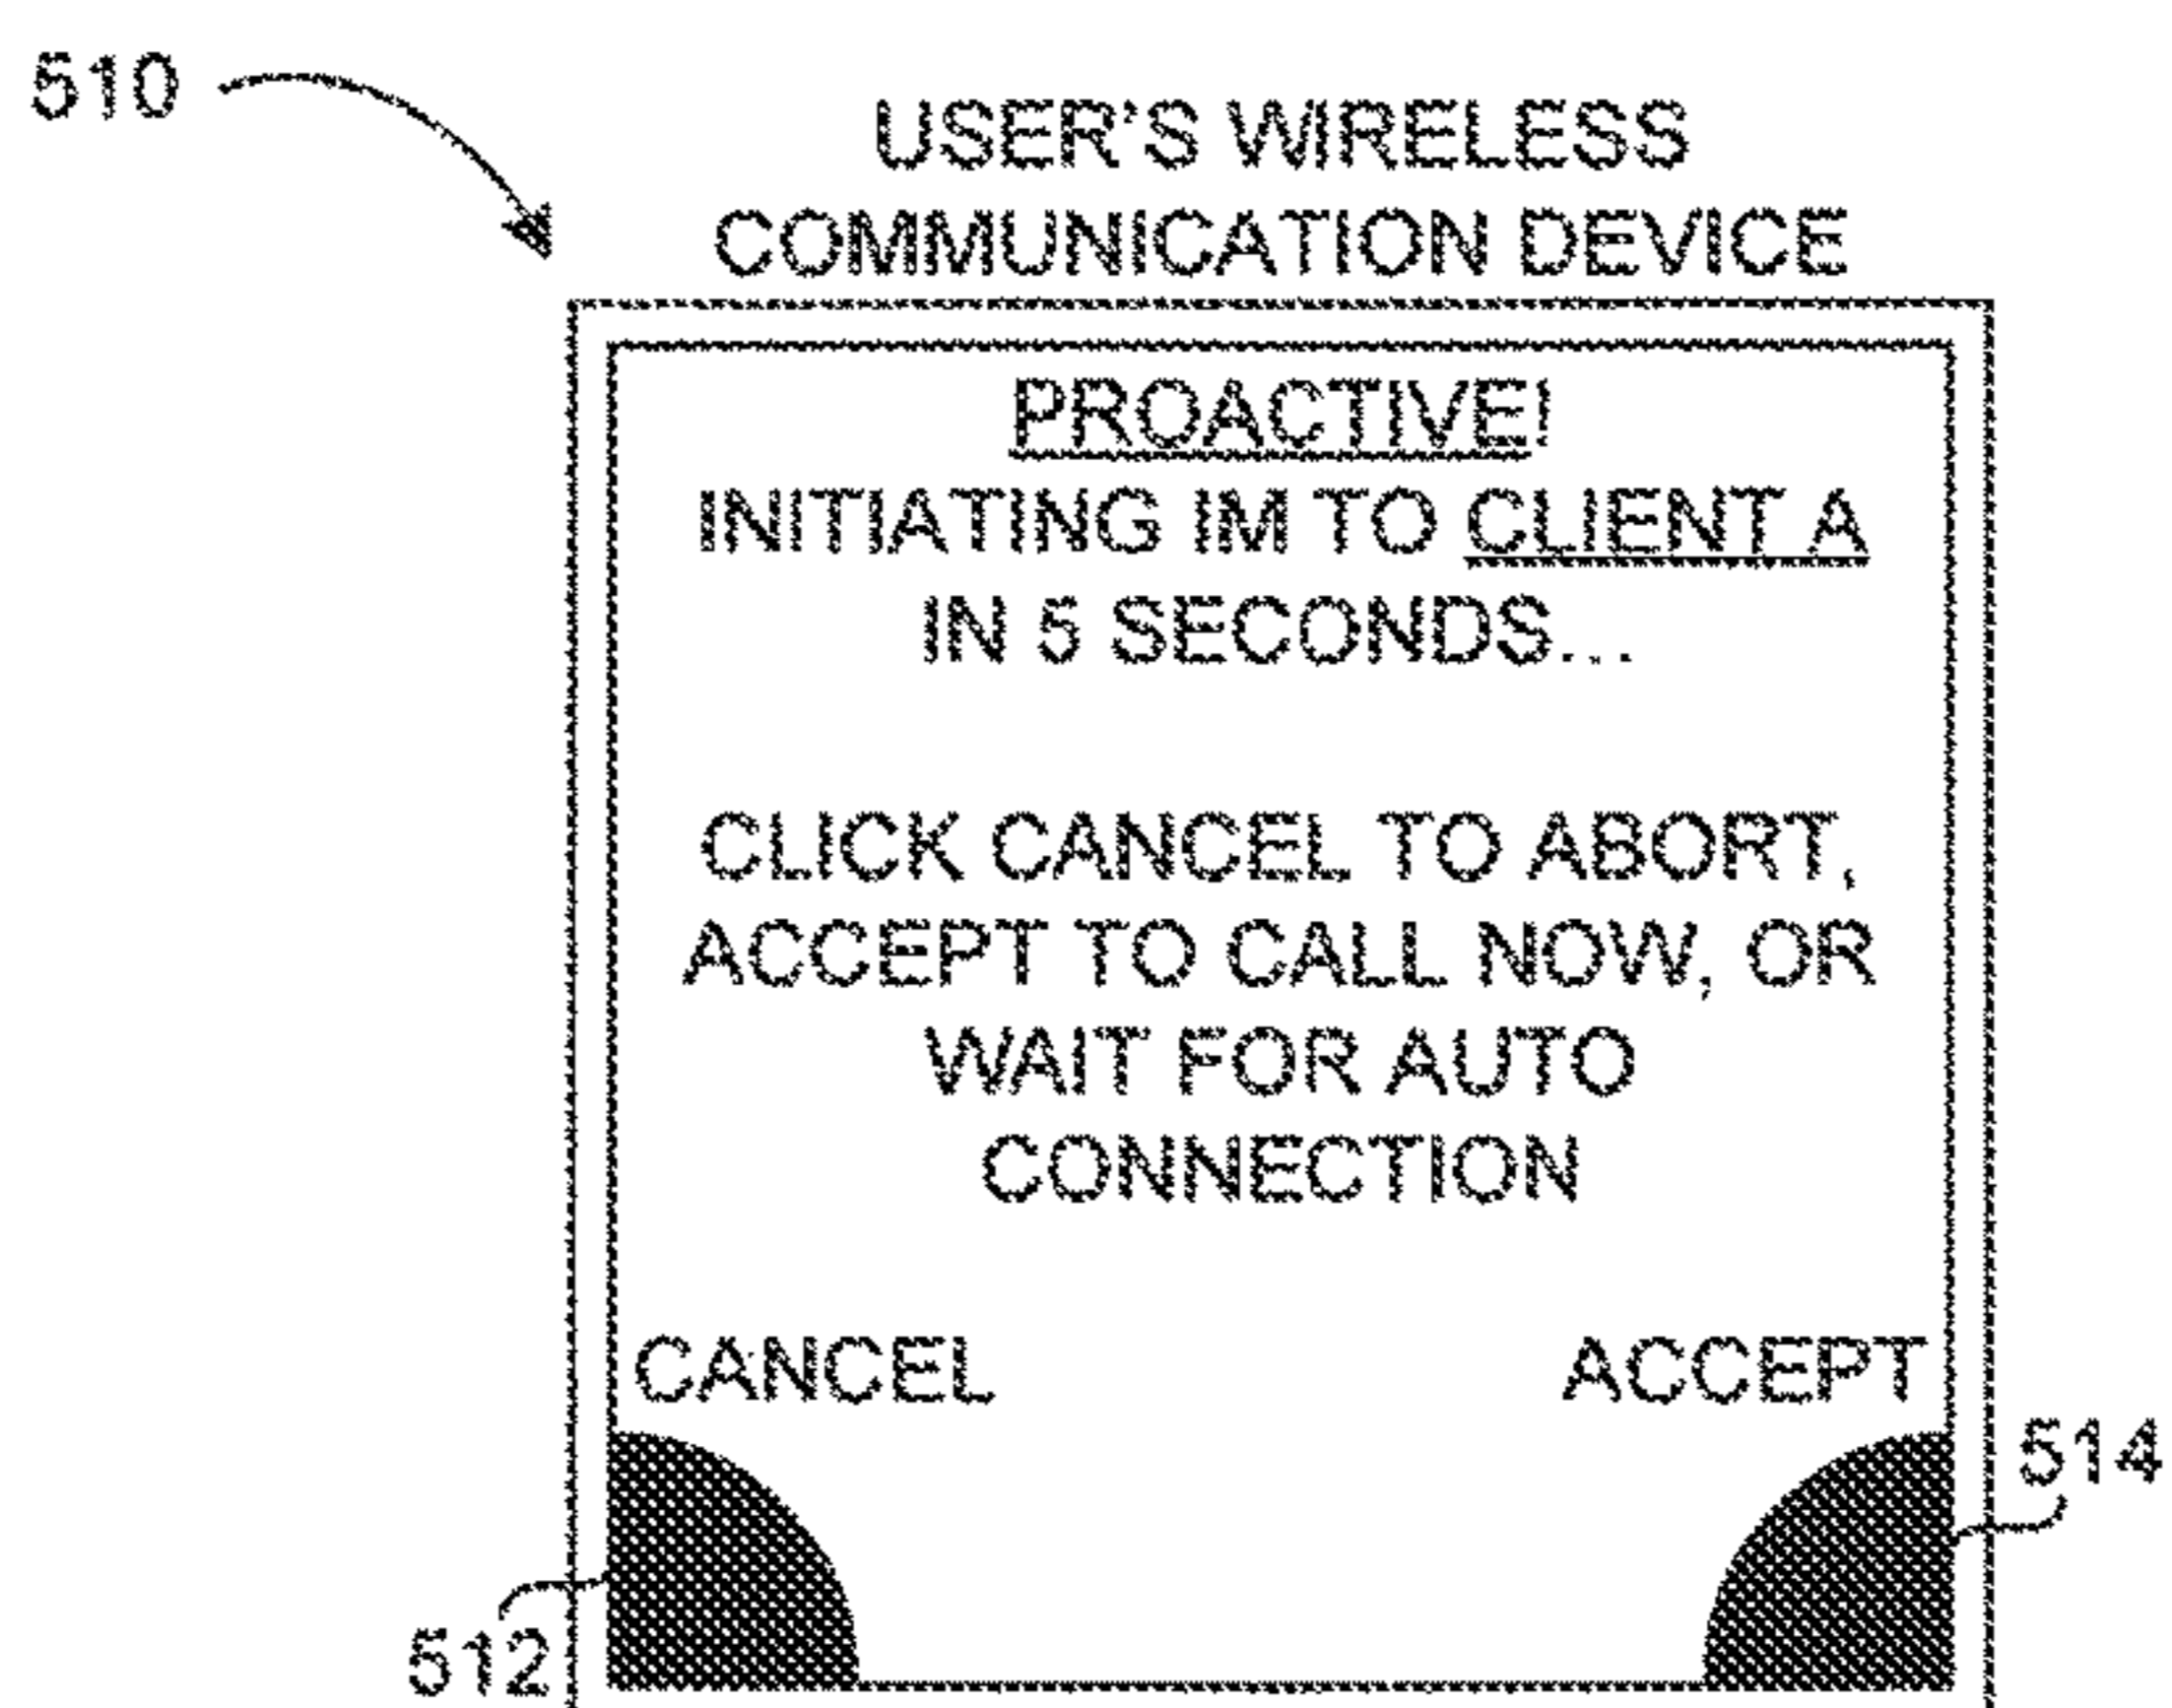 510
USER'S WIRELESS
COMMUNICATION DEVICE
PROACTIVE!
INITIATING IM TO CLIENT A
IN 5 SECONDS...
CLICK CANCEL TO ABORT,
ACCEPT TO CALL NOW, OR
WAIT FOR AUTO
CONNECTION
CANCEL
ACCEPT
514
512